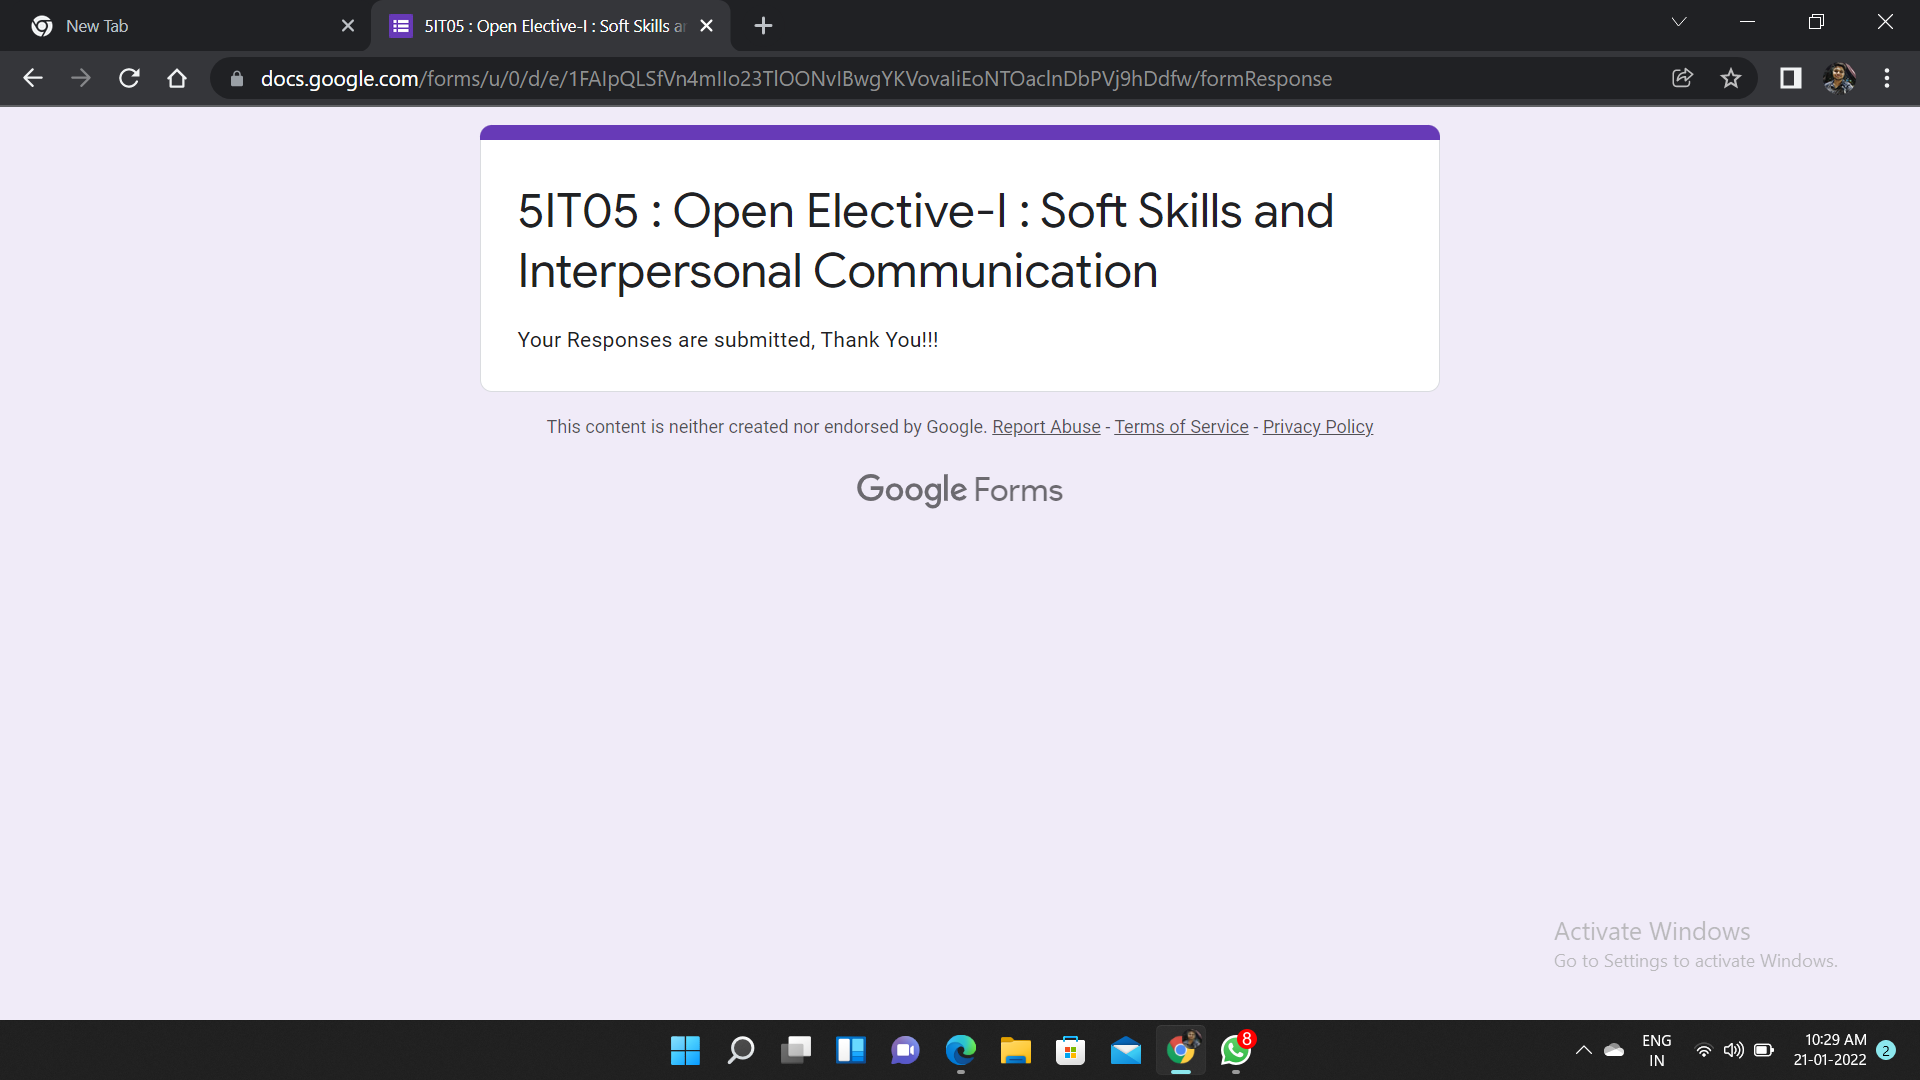 New Tab
5IT05 : Open Elective-I : Soft Skills a
docs.google.com/forms/u/0/d/e/1FAIpQLSfVn4mIIo23TlOONvIBwgYKVovaIiEoNTOaclnDbPVj9hDdfw/formResponse
5IT05 : Open Elective-I : Soft Skills and
Interpersonal Communication
Your Responses are submitted, Thank You!!!
This content is neither created nor endorsed by Google. Report Abuse - Terms of Service - Privacy Policy
Google Forms
Activate Windows
Go to Settings to activate Windows.
8
ENG
IN
10:29 AM
21-01-2022
2